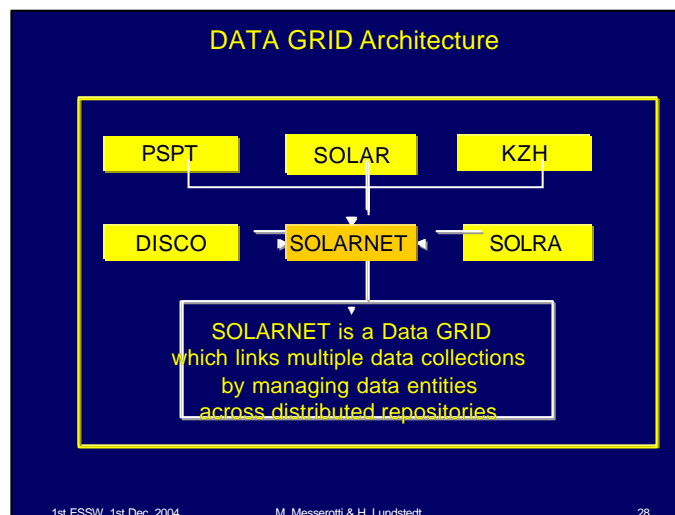 DATA GRID Architecture
PSPT SOLAR KZH
DISCO SOLARNET SOLRA
SOLARNET is a Data GRID
which links multiple data collections
by managing data entities
across distributed repositories
1st ESSW, 1st Dec, 2004 M. Messerotti & H. Lundstedt 28